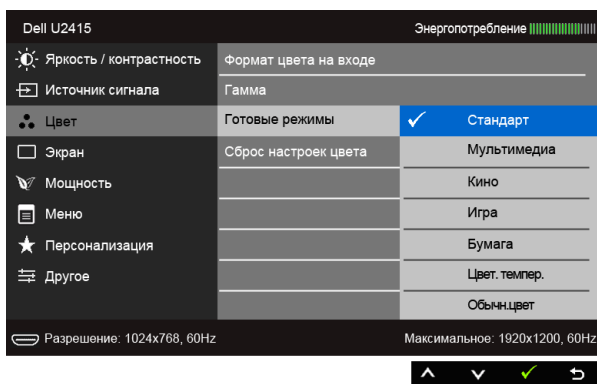 Dell U2415
Энергопотребление
Яркость / контрастность
Формат цвета на входе
Источник сигнала
Гамма
Цвет
Готовые режимы
Стандарт
Экран
Сброс настроек цвета
Мультимедиа
Мощность
Кино
Меню
Игра
Персонализация
Бумага
Другое
Цвет. темпер.
Обычн.цвет
Разрешение: 1024x768, 60Hz
Максимальное: 1920x1200, 60Hz